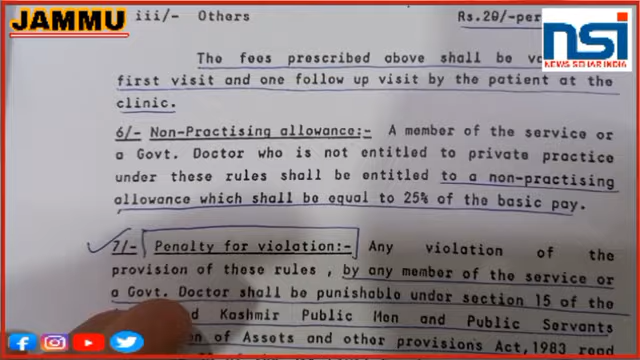 JAMMU
iii/- Others Rs.20/-per
nsi
NEWS SEHAR INDIA
The fees prescribed above shall be va
first visit and one follow up visit by the patient at the
clinic.
6/- Non-Practising allowance:- A member of the service or
a Govt. Doctor who is not entitled to private practice
under these rules shall be entitled to a non-practising
allowance which shall be equal to 25% of the basic pay.
7/- Penalty for violation:- Any violation of the
provision of these rules , by any member of the service or
a Govt. Doctor shall be punishable under section 15 of the
Kashmir Public Men and Public Servants
of Assets and other provisions Act,1983 read